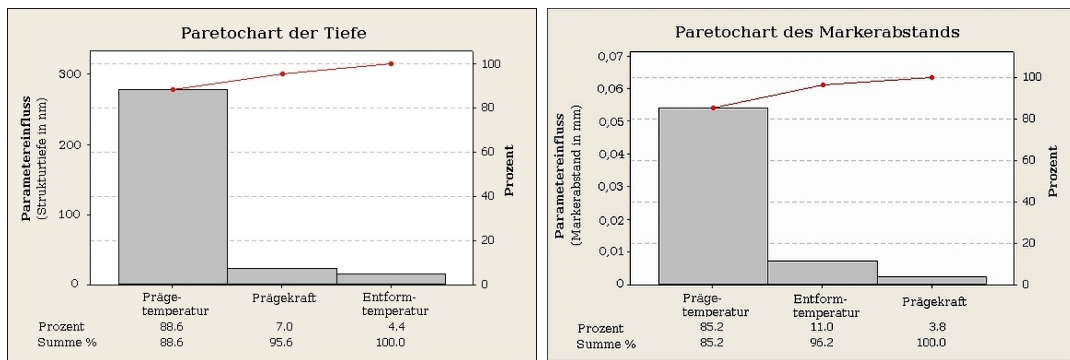 Paretochart der Tiefe
Parametereinfluss
(Strukturtiefe in mm)
300
200
100
0
100
80
60
40
20
0
Prozent
Präge-
temperatur
Prägekraft
Entform-
temperatur
Prozent 88.6 7.0 4.4
Summe % 88.6 95.6 100.0
Paretochart des Markerabstands
Parametereinfluss
(Markerabstand in mm)
0,07
0,06
0,05
0,04
0,03
0,02
0,01
0
100
80
60
40
20
0
Prozent
Präge-
temperatur
Entform-
temperatur
Prägekraft
Prozent 85.2 11.0 3.8
Summe % 85.2 96.2 100.0